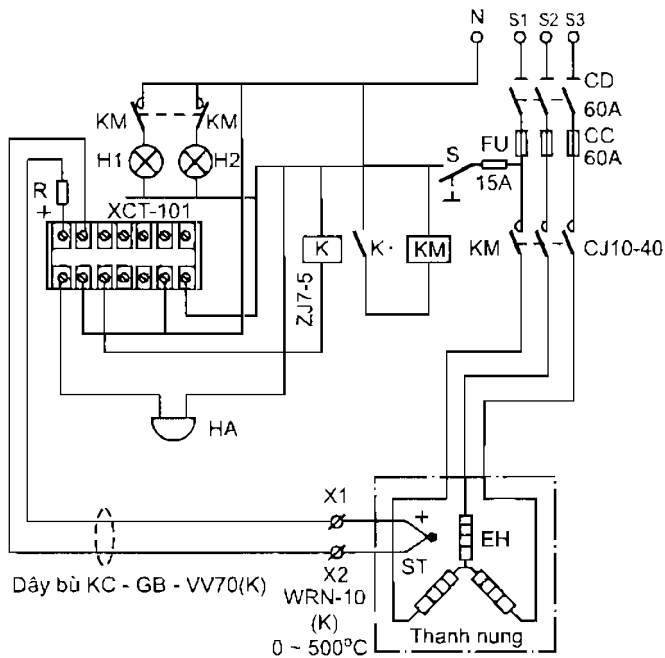 N
S1
S2
S3
CD
60A
CC
60A
FU
15A
S
KM
KM
H1
H2
R
+
XCT-101
K
K
KM
ZJ7-5
KM
CJ10-40
HA
X1
X2
+
ST
EH
WRN-10
(K)
0 ~ 500°C
Dây bù KC - GB - VV70(K)
Thanh nung